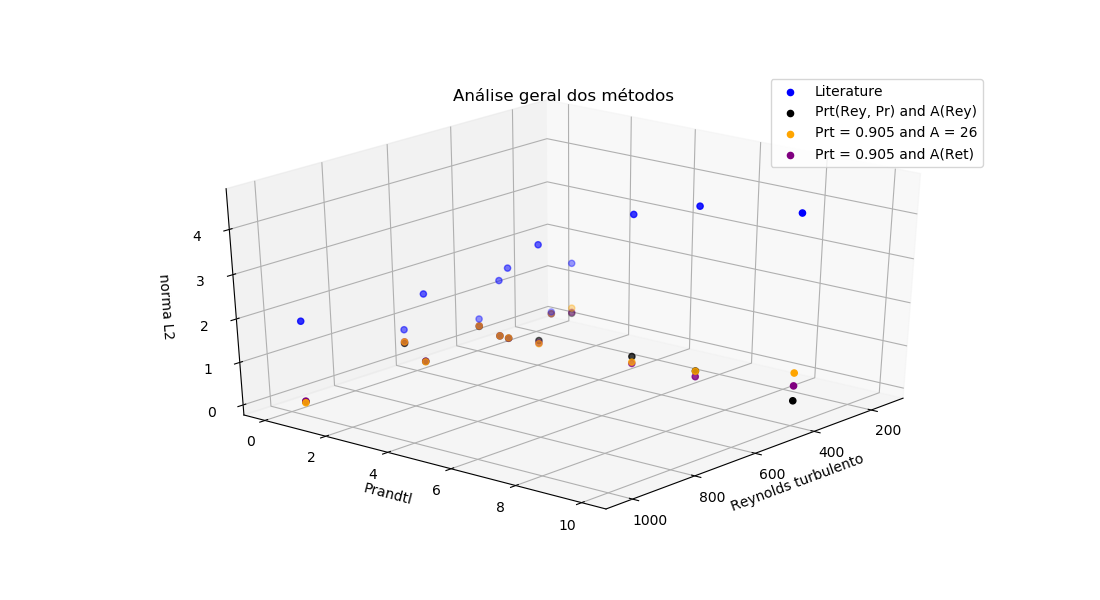 Análise geral dos métodos
Literature
Prt(Rey, Pr) and A(Rey)
Prt = 0.905 and A = 26
Prt = 0.905 and A(Ret)
norma L2
4
3
2
1
0
0
2
4
6
8
10
Prandtl
200
400
600
800
1000
Reynolds turbulento